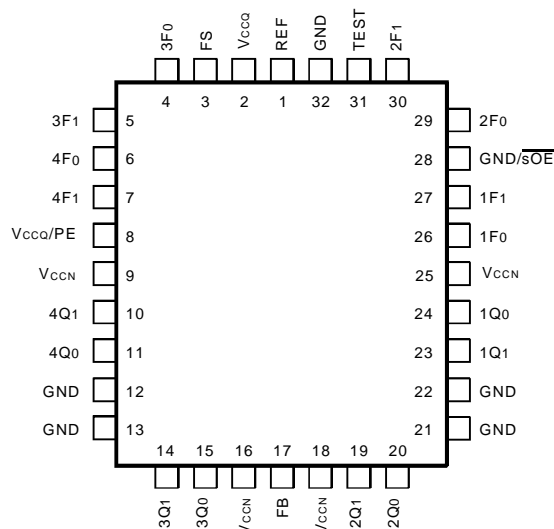 3F0 FS VCCQ REF GND TEST 2F1
4 3 2 1 32 31 30
3F1 5 29 2F0
4F0 6 28 GND/s̅O̅E̅
4F1 7 27 1F1
VCCQ/PE 8 26 1F0
VCCN 9 25 VCCN
4Q1 10 24 1Q0
4Q0 11 23 1Q1
GND 12 22 GND
GND 13 21 GND
14 15 16 17 18 19 20
3Q1 3Q0 VCCN FB VCCN 2Q1 2Q0